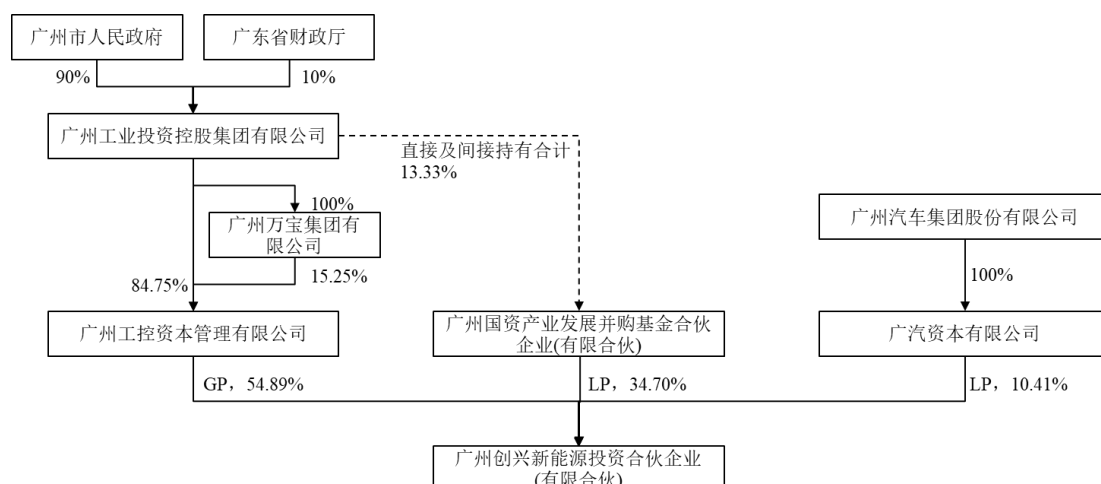 广州市人民政府
广东省财政厅
90%
10%
广州工业投资控股集团有限公司
直接及间接持有合计
13.33%
100%
广州万宝集团有
限公司
广州汽车集团股份有限公司
84.75%
15.25%
100%
广州工控资本管理有限公司
广州国资产业发展并购基金合伙
企业(有限合伙)
广汽资本有限公司
GP，54.89%
LP，34.70%
LP，10.41%
广州创兴新能源投资合伙企业
(有限合伙)